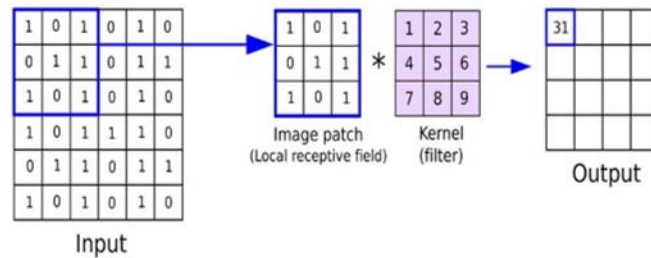 1 0 1 0 1 0
0 1 1 0 1 1
1 0 1 0 1 0
1 0 1 1 1 0
0 1 1 0 1 1
1 0 1 0 1 0
Input
1 0 1
0 1 1
1 0 1
Image patch
(Local receptive field)
*
1 2 3
4 5 6
7 8 9
Kernel
(filter)
31
Output